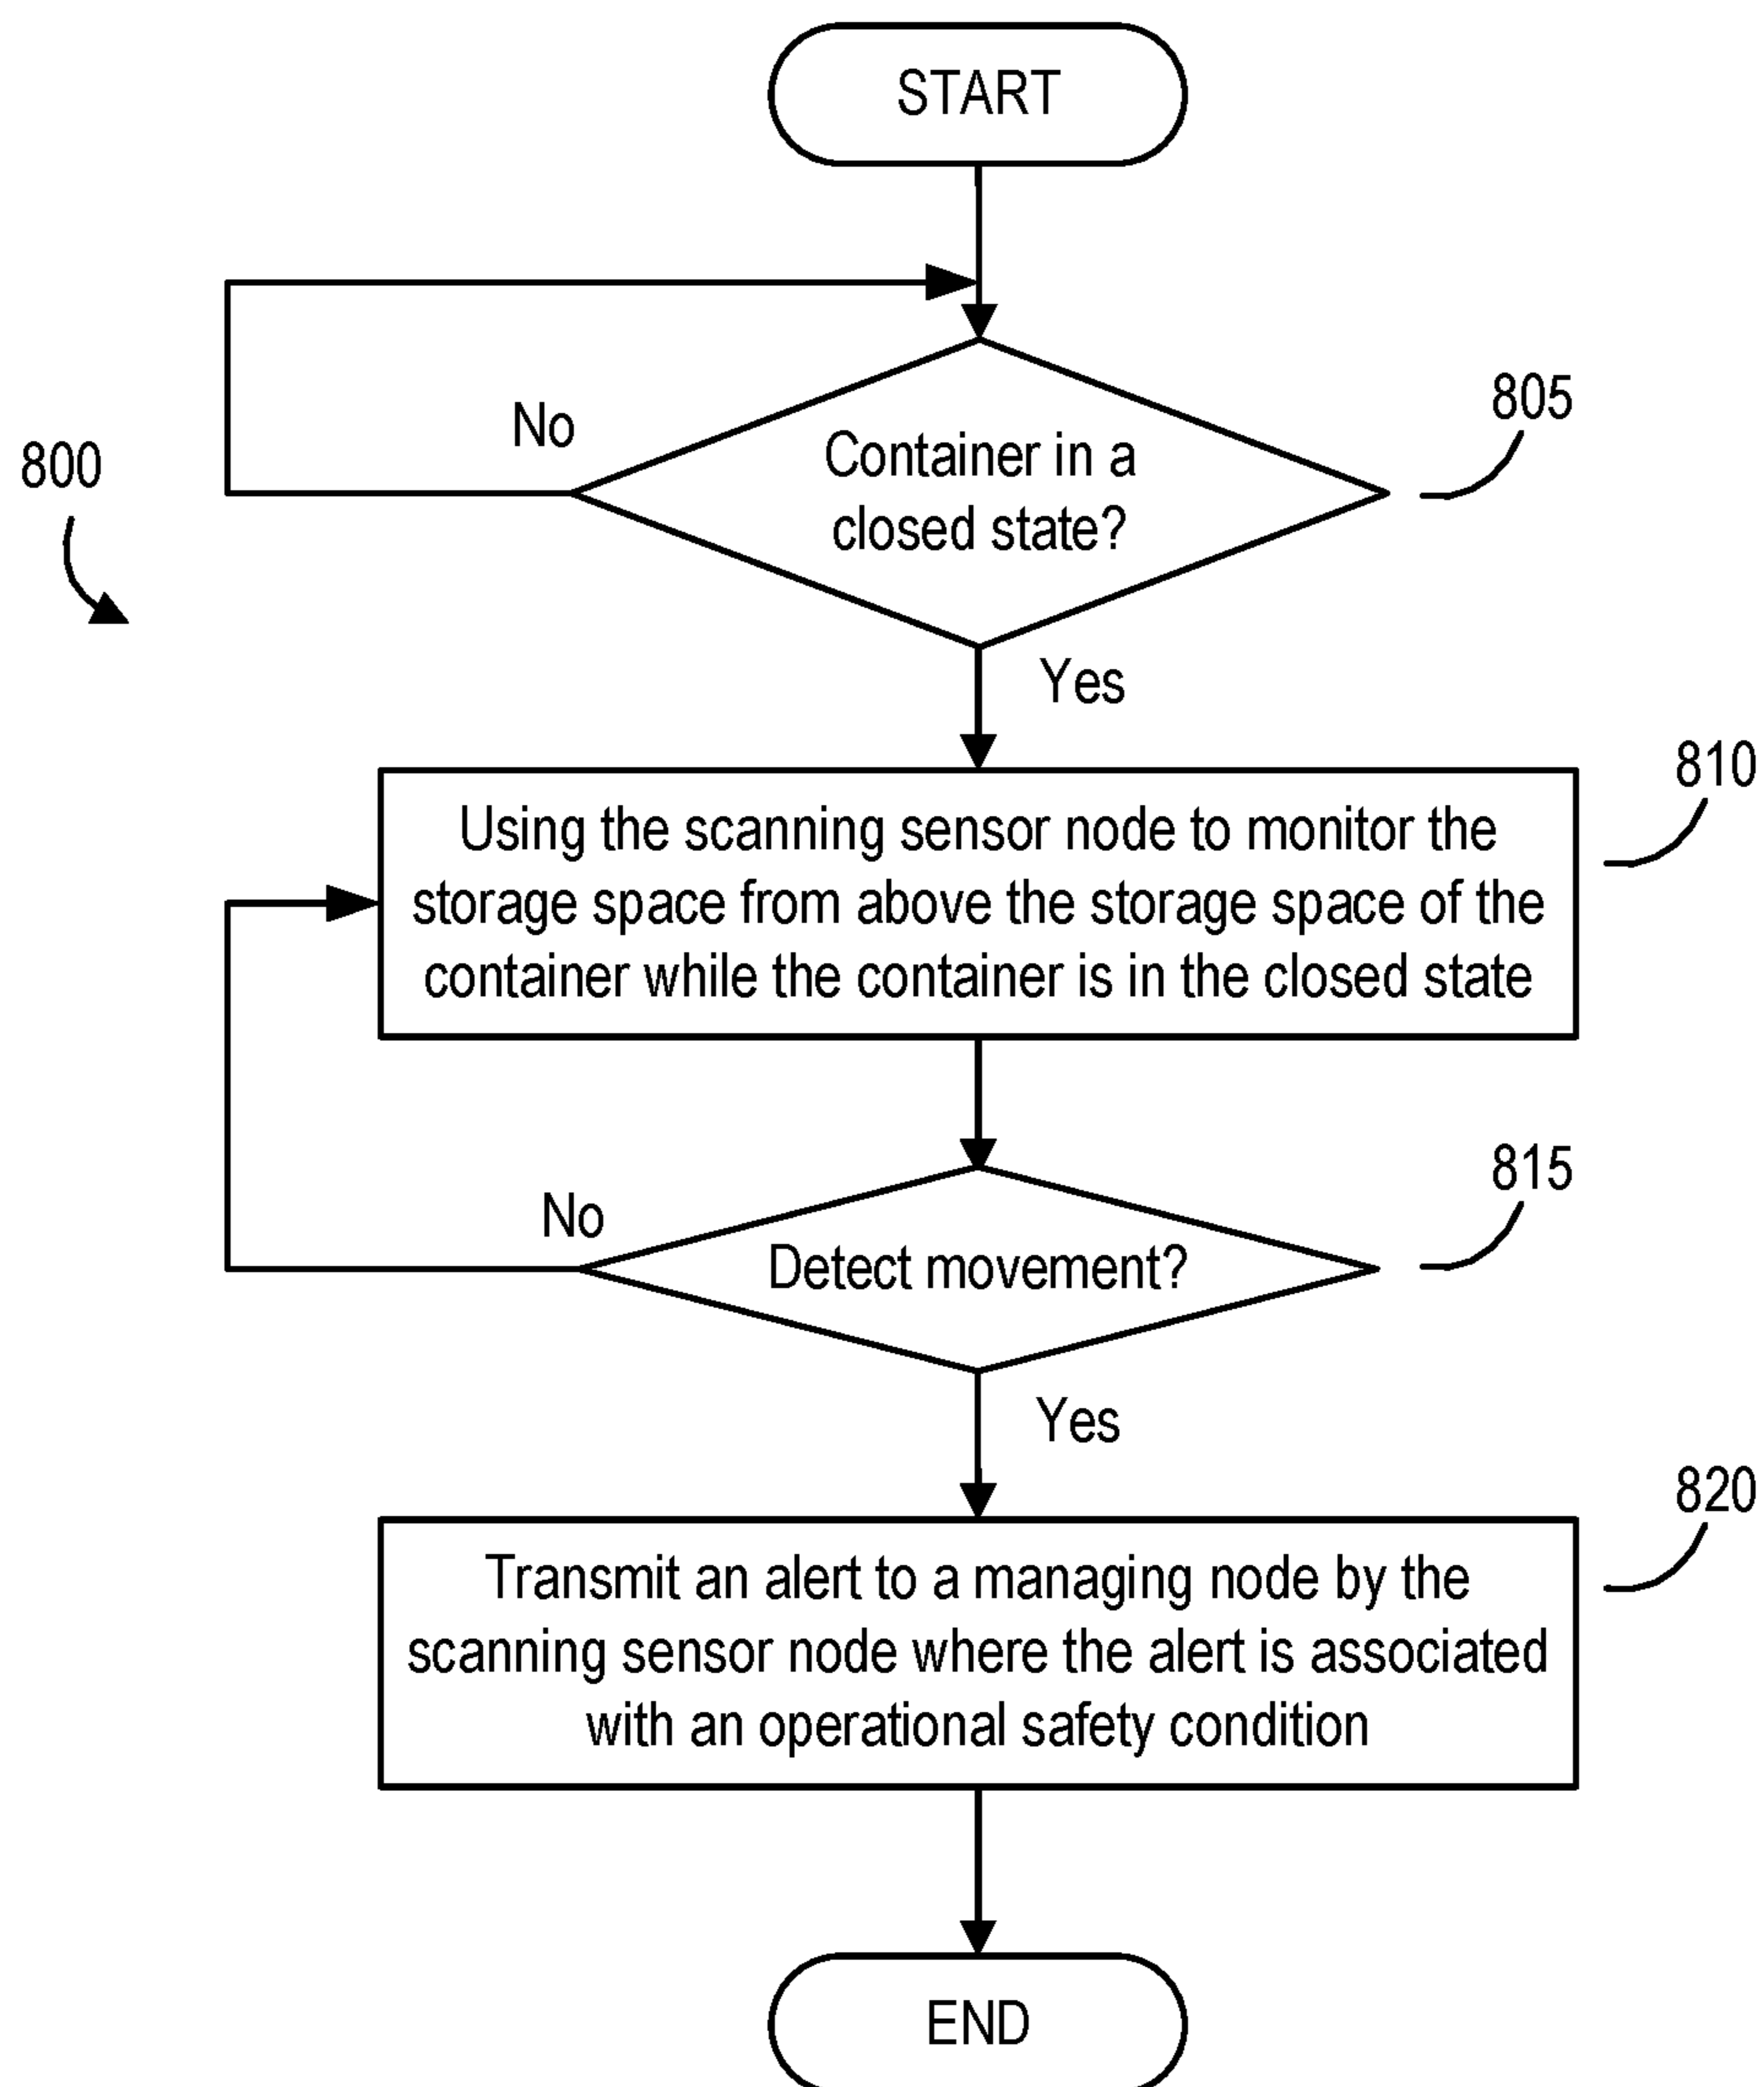 START
No
805
800
Container in a
closed state?
Yes
810
Using the scanning sensor node to monitor the
storage space from above the storage space of the
container while the container is in the closed state
815
No
Detect movement?
Yes
820
Transmit an alert to a managing node by the
scanning sensor node where the alert is associated
with an operational safety condition
END